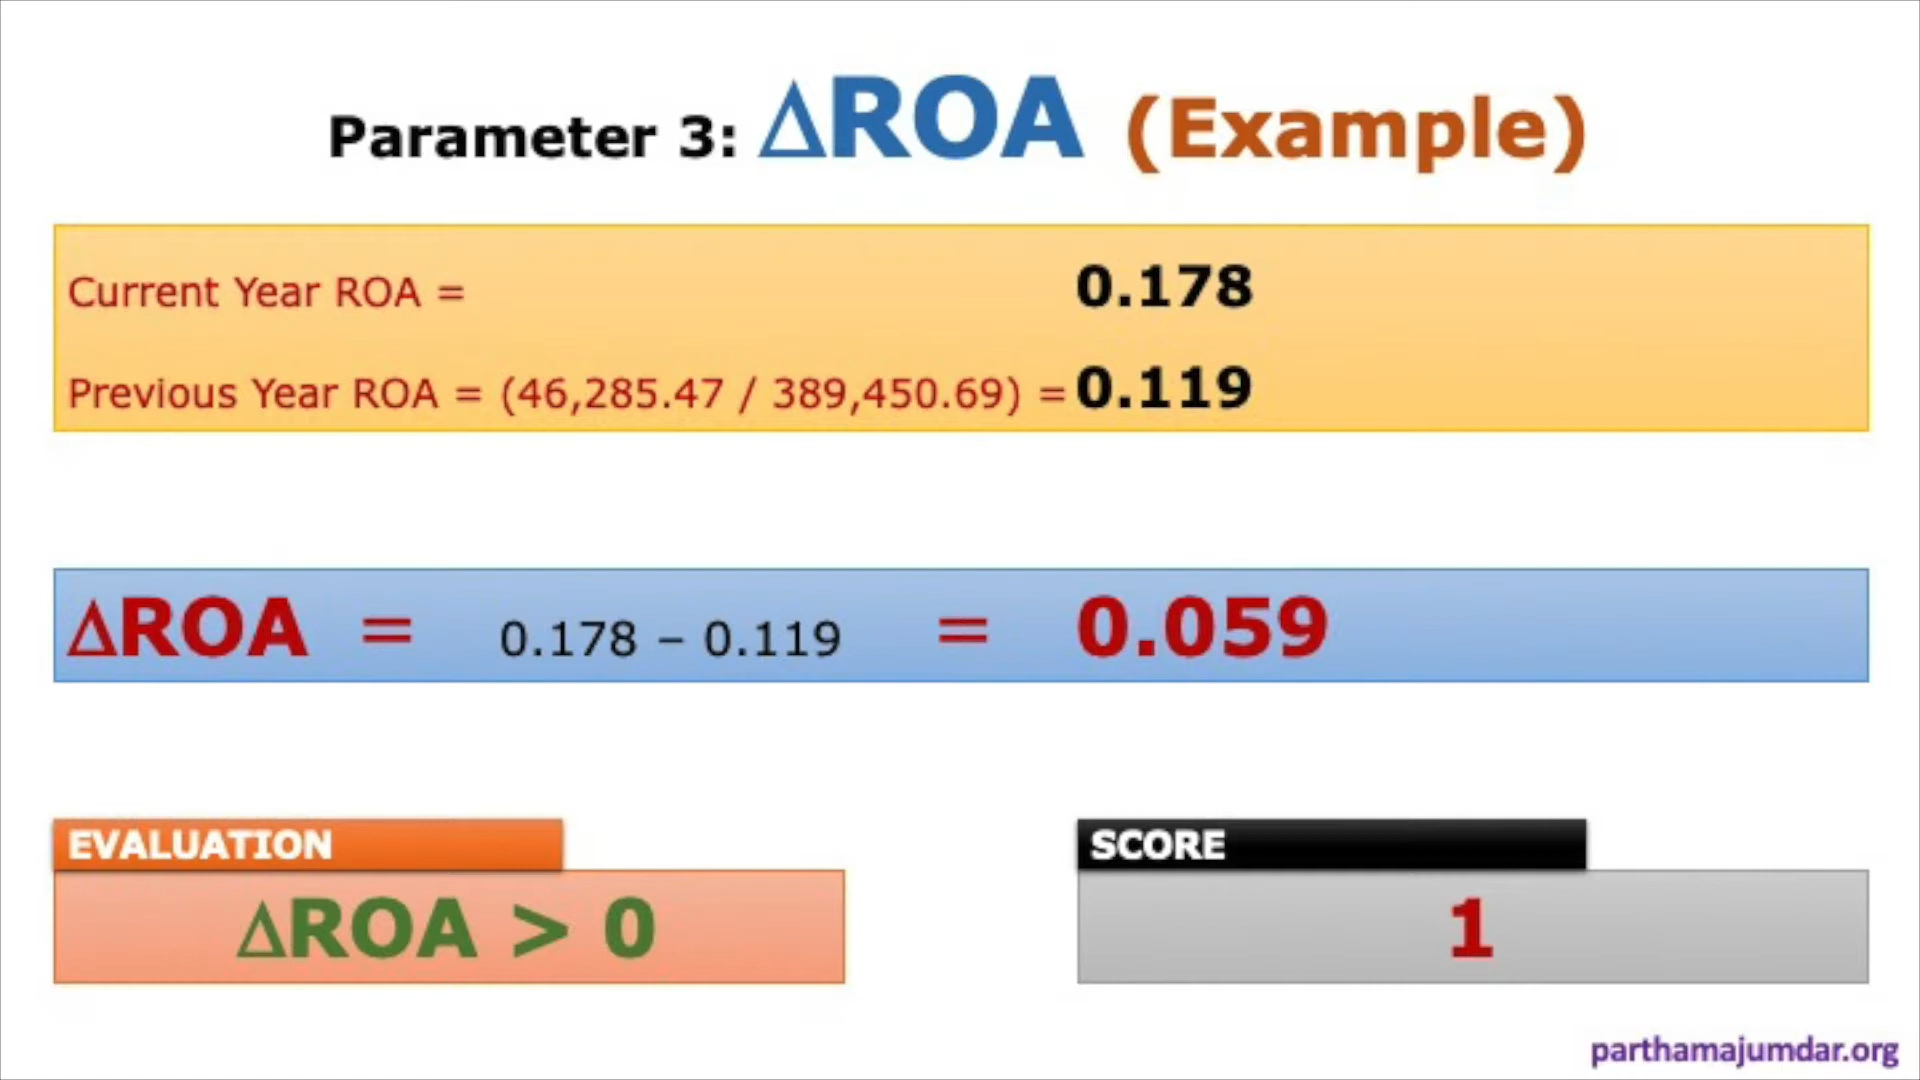 Parameter 3: ΔROA (Example)
Current Year ROA = 0.178
Previous Year ROA = (46,285.47 / 389,450.69) = 0.119
ΔROA = 0.178 – 0.119 = 0.059
EVALUATION
ΔROA > 0
SCORE
1
parthamajumdar.org